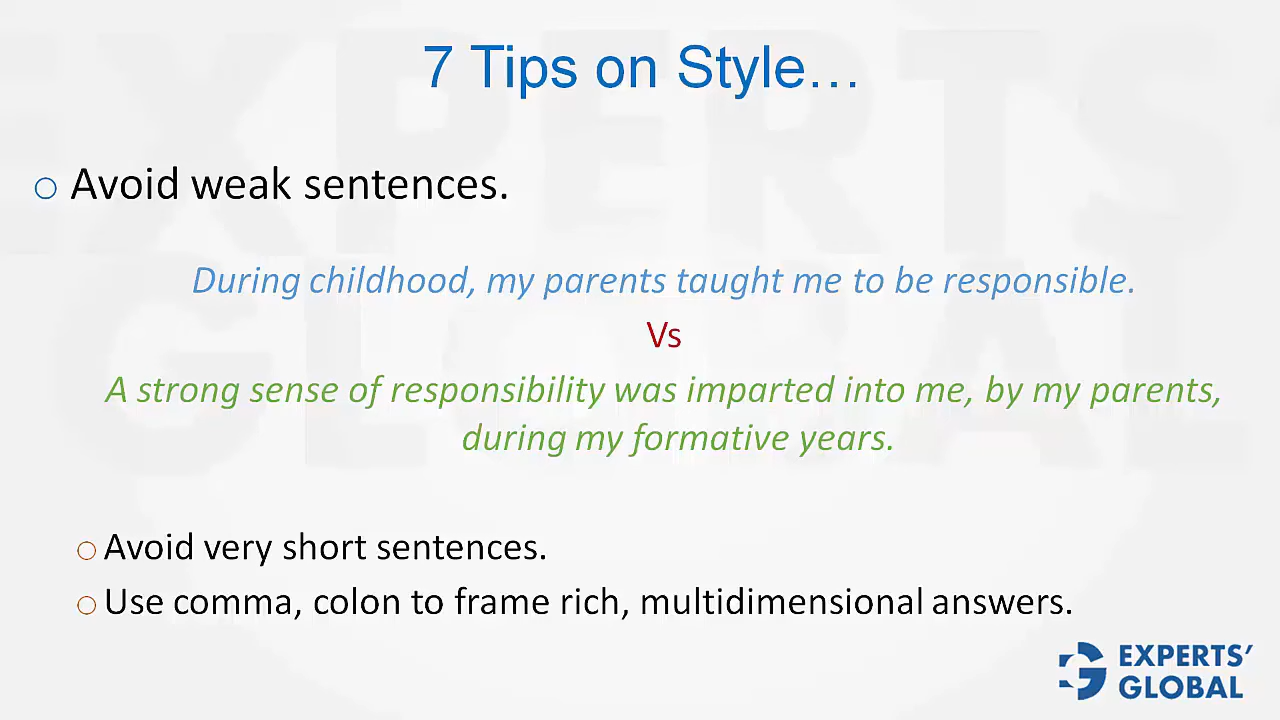 7 Tips on Style…
Avoid weak sentences.
During childhood, my parents taught me to be responsible.
Vs
A strong sense of responsibility was imparted into me, by my parents,
during my formative years.
Avoid very short sentences.
Use comma, colon to frame rich, multidimensional answers.
EXPERTS'
GLOBAL